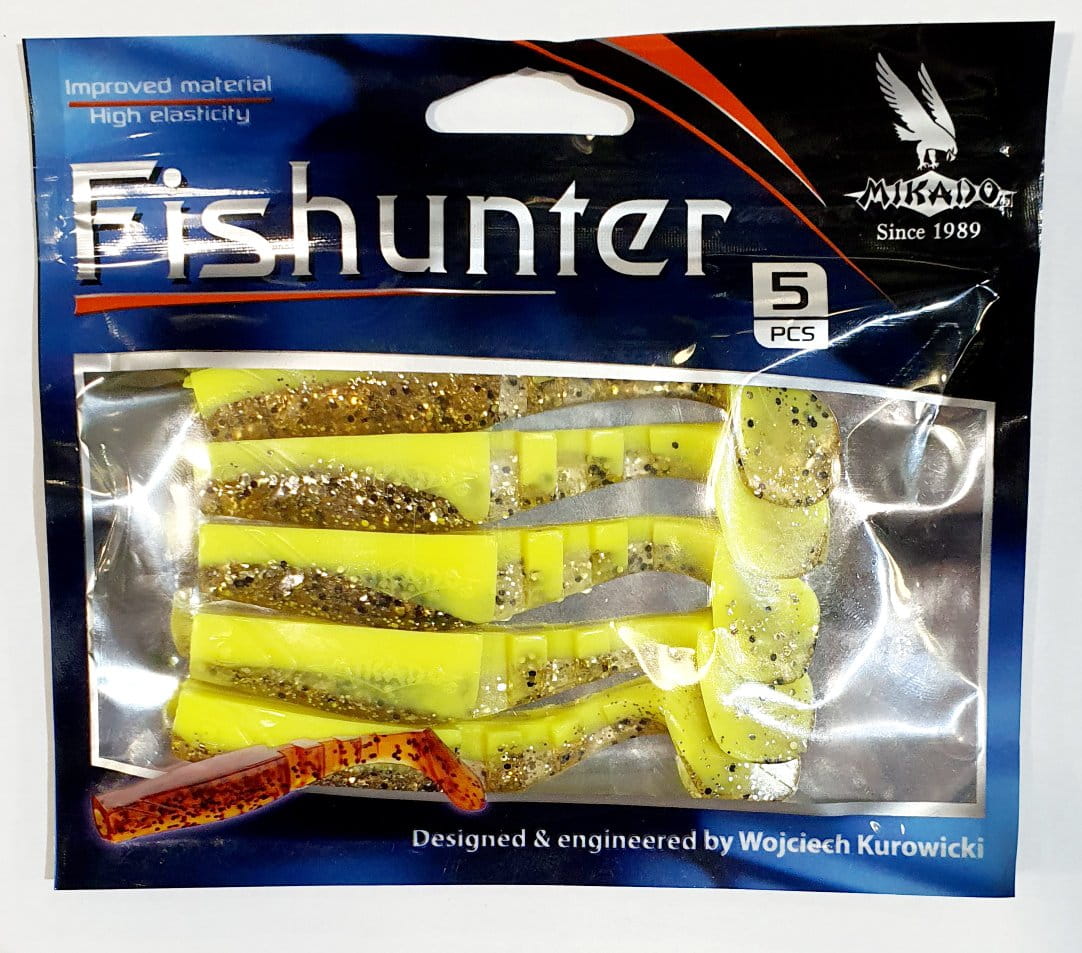 Improved material
High elasticity
Fishunter
MIKADO
Since 1989
5
PCS
Designed & engineered by Wojciech Kurowicki